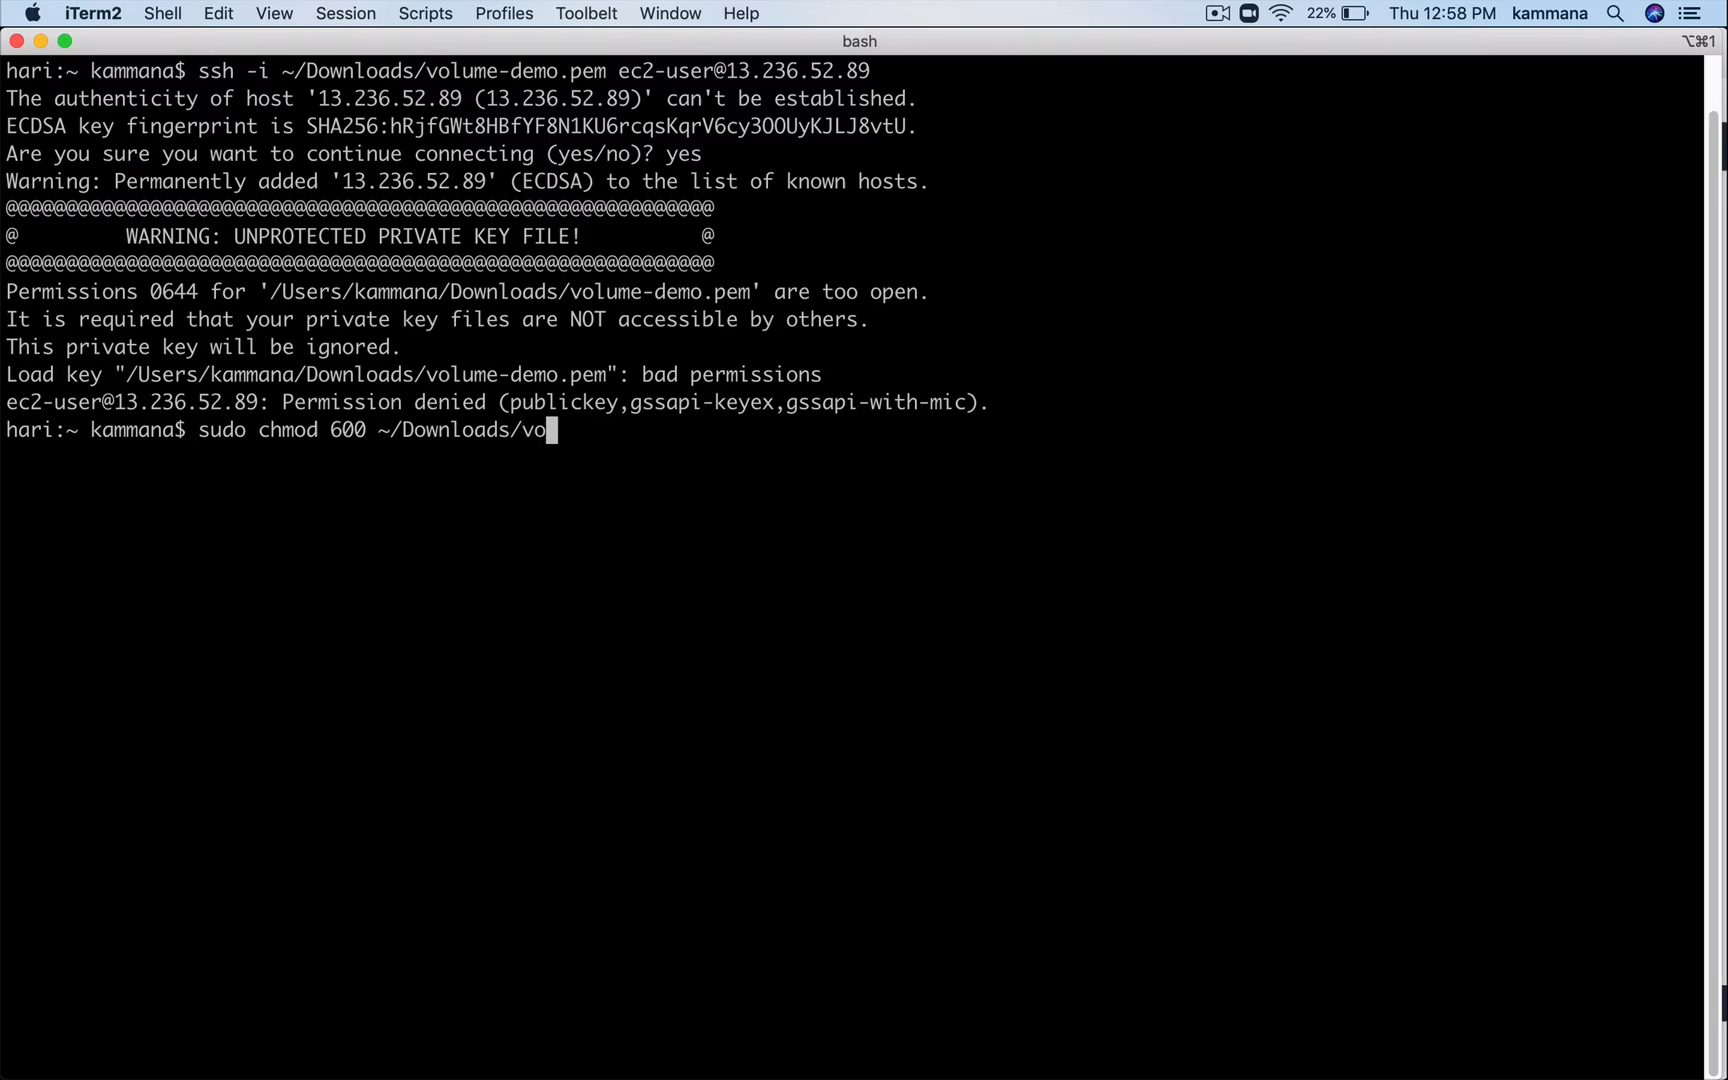 iTerm2 Shell Edit View Session Scripts Profiles Toolbelt Window Help 22% Thu 12:58 PM kammana
bash ⌥⌘1
hari:~ kammana$ ssh -i ~/Downloads/volume-demo.pem ec2-user@13.236.52.89
The authenticity of host '13.236.52.89 (13.236.52.89)' can't be established.
ECDSA key fingerprint is SHA256:hRjfGWt8HBfYF8N1KU6rcqsKqrV6cy3OOUyKJLJ8vtU.
Are you sure you want to continue connecting (yes/no)? yes
Warning: Permanently added '13.236.52.89' (ECDSA) to the list of known hosts.
@@@@@@@@@@@@@@@@@@@@@@@@@@@@@@@@@@@@@@@@@@@@@@@@@@@@@@@@@@@
@         WARNING: UNPROTECTED PRIVATE KEY FILE!          @
@@@@@@@@@@@@@@@@@@@@@@@@@@@@@@@@@@@@@@@@@@@@@@@@@@@@@@@@@@@
Permissions 0644 for '/Users/kammana/Downloads/volume-demo.pem' are too open.
It is required that your private key files are NOT accessible by others.
This private key will be ignored.
Load key "/Users/kammana/Downloads/volume-demo.pem": bad permissions
ec2-user@13.236.52.89: Permission denied (publickey,gssapi-keyex,gssapi-with-mic).
hari:~ kammana$ sudo chmod 600 ~/Downloads/vo